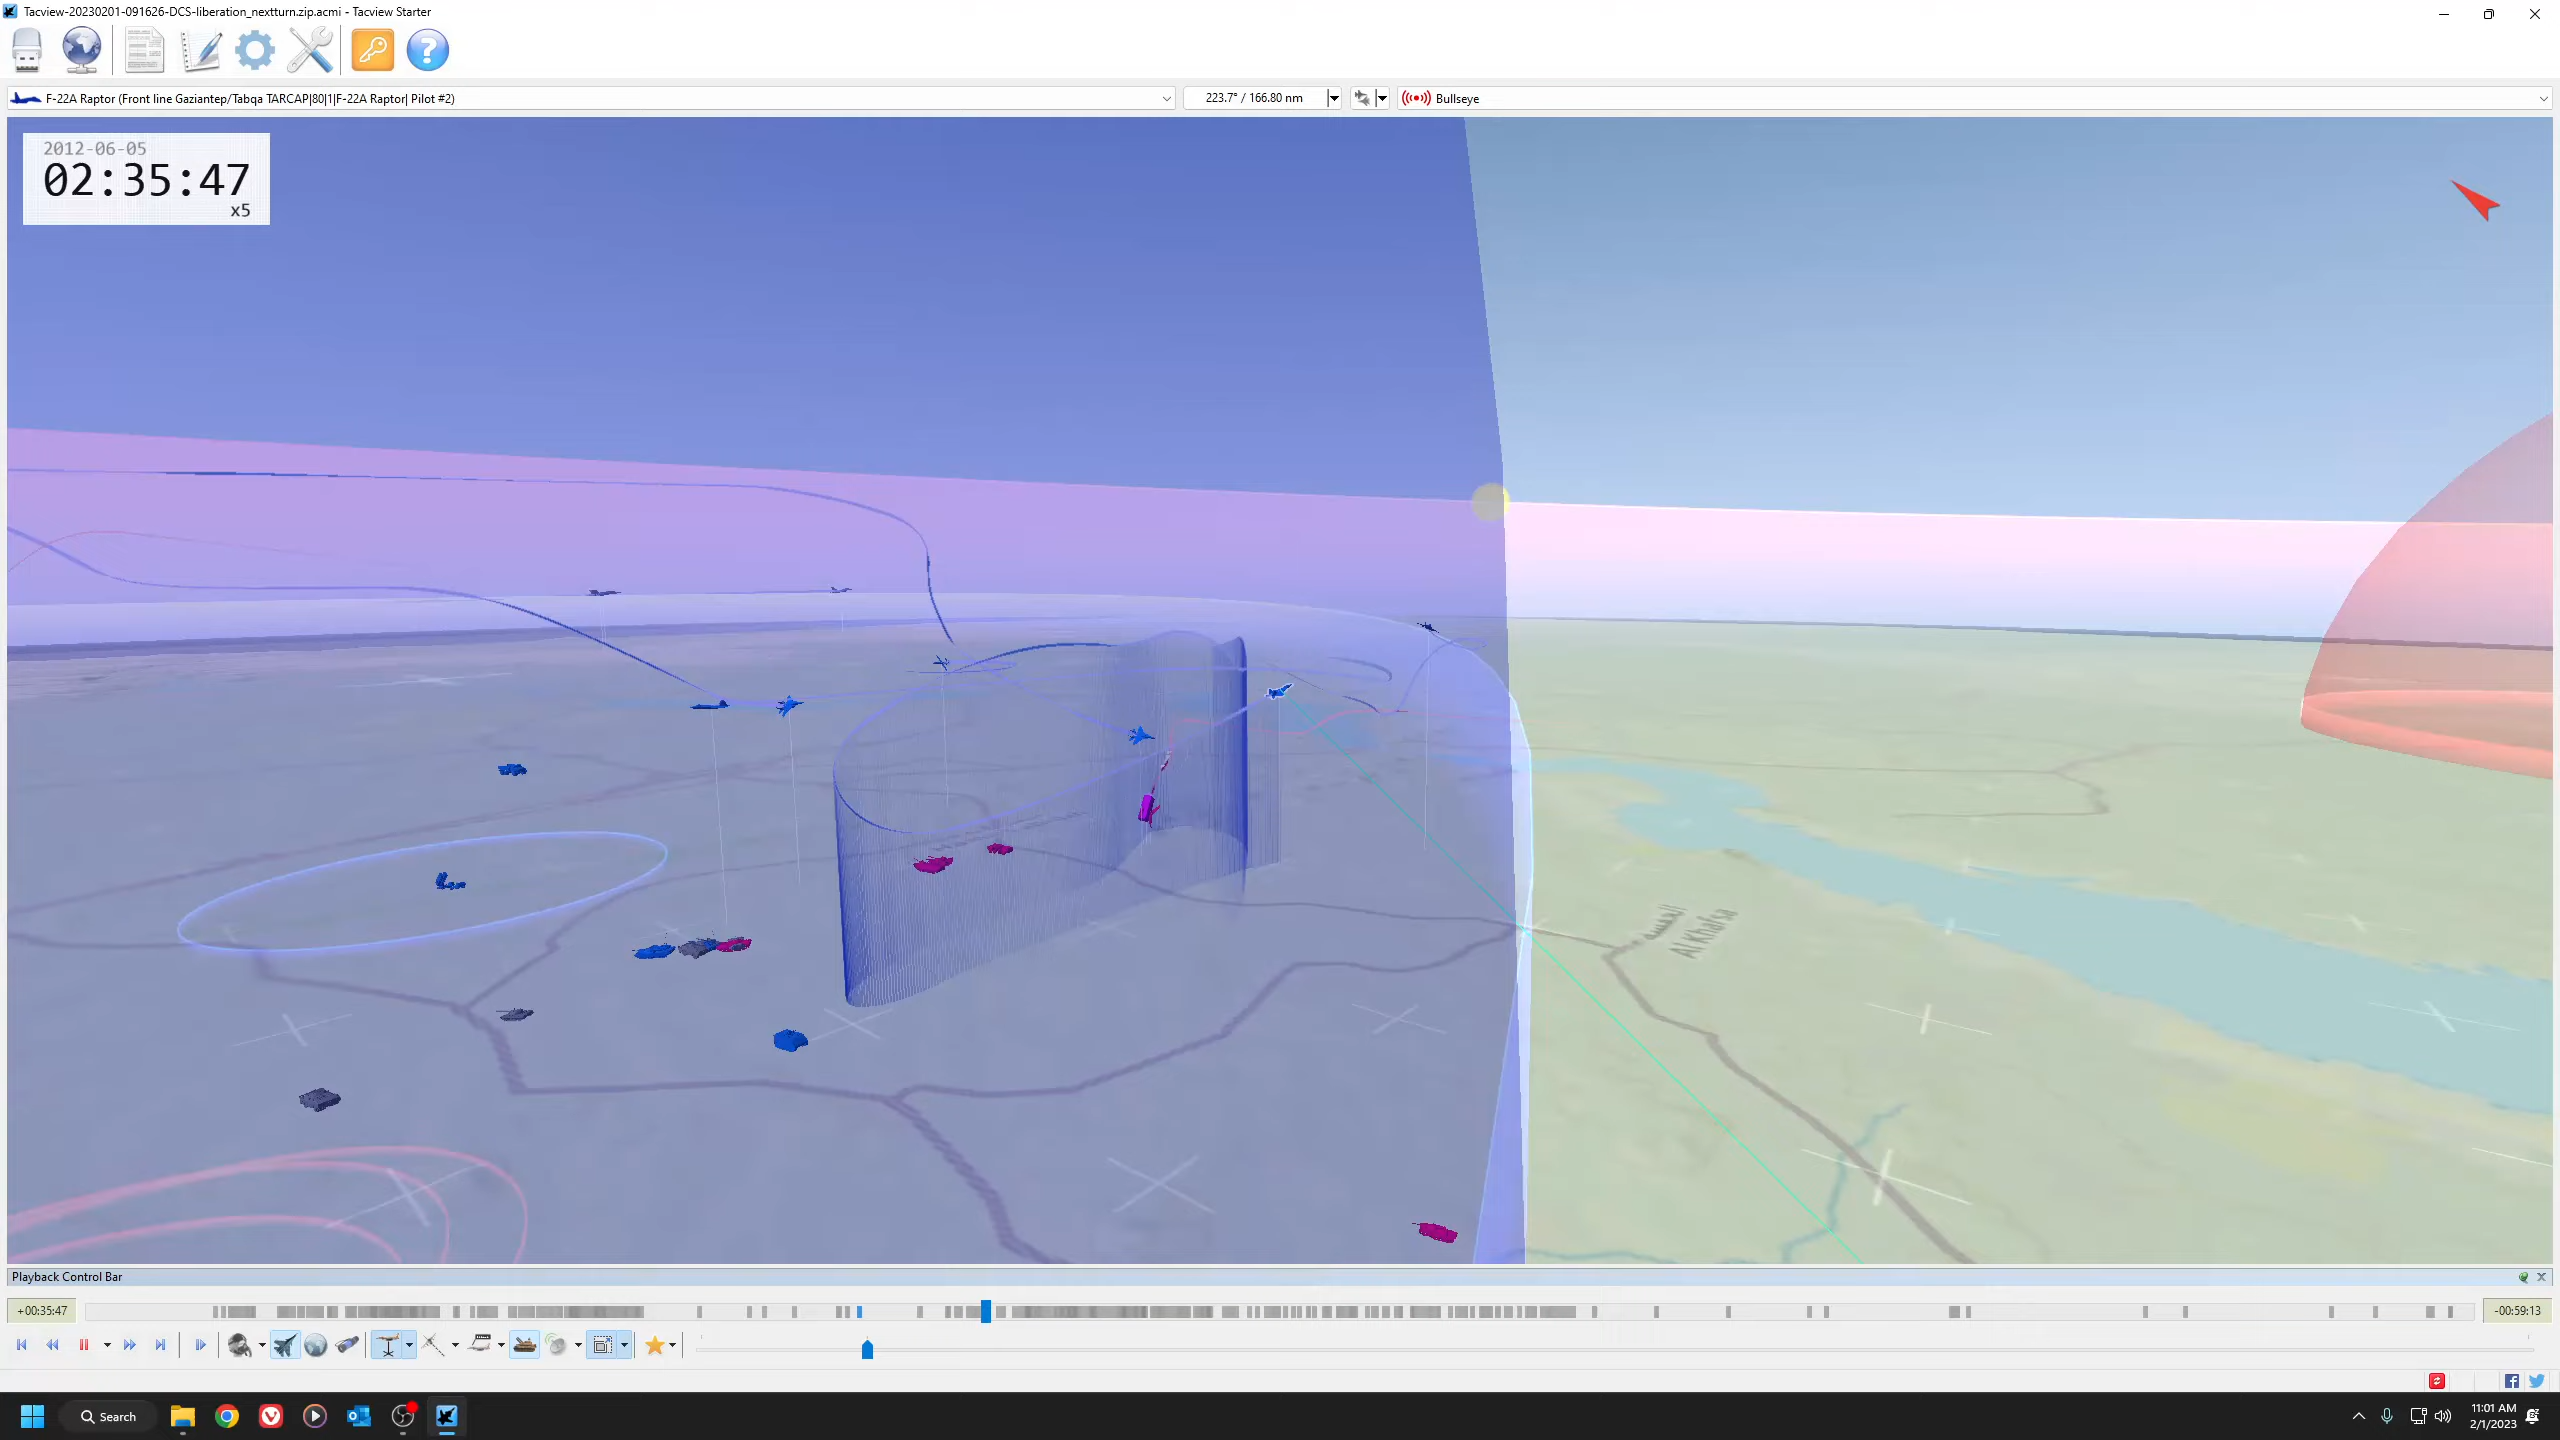 Tacview-20230201-091626-DCS-liberation_nextturn.zip.acmi - Tacview Starter
F-22A Raptor (Front line Gaziantep/Tabqa TARCAP|80|1|F-22A Raptor| Pilot #2)
223.7° / 166.80 nm
Bullseye
2012-06-05
02:35:47
x5
Al Khafsa
Playback Control Bar
+00:35:47
-00:59:13
Search
11:01 AM
2/1/2023